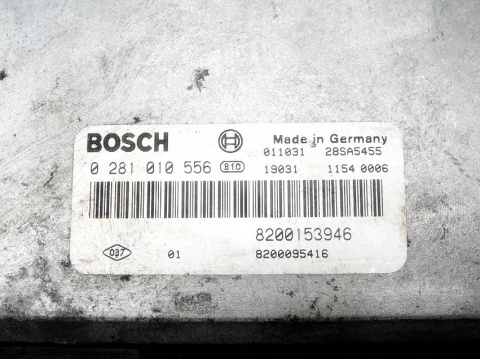 BOSCH
Made in Germany
011031 28SA5455
0 281 010 556 810
19031 1154 0006
8200153946
037 01 8200095416